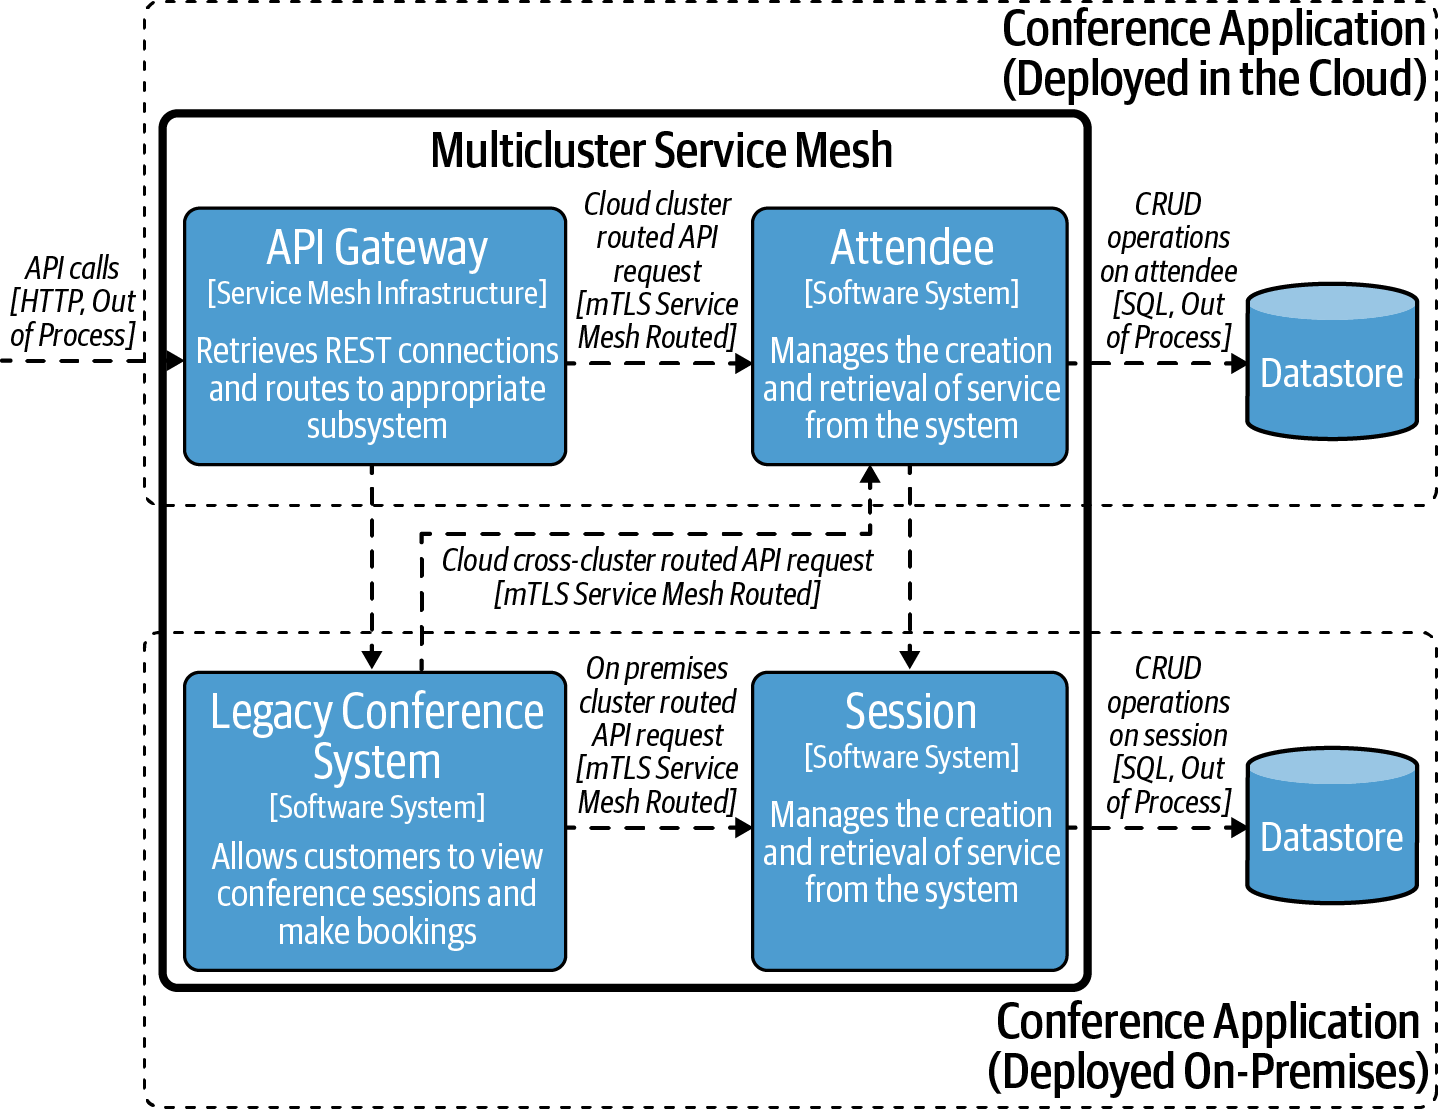 Conference Application
(Deployed in the Cloud)
Multicluster Service Mesh
API calls
[HTTP, Out
of Process]
API Gateway
[Service Mesh Infrastructure]
Retrieves REST connections
and routes to appropriate
subsystem
Cloud cluster
routed API
request
[mTLS Service
Mesh Routed]
Attendee
[Software System]
Manages the creation
and retrieval of service
from the system
CRUD
operations
on attendee
[SQL, Out
of Process]
Datastore
Cloud cross-cluster routed API request
[mTLS Service Mesh Routed]
Legacy Conference
System
[Software System]
Allows customers to view
conference sessions and
make bookings
On premises
cluster routed
API request
[mTLS Service
Mesh Routed]
Session
[Software System]
Manages the creation
and retrieval of service
from the system
CRUD
operations
on session
[SQL, Out
of Process]
Datastore
Conference Application
(Deployed On-Premises)